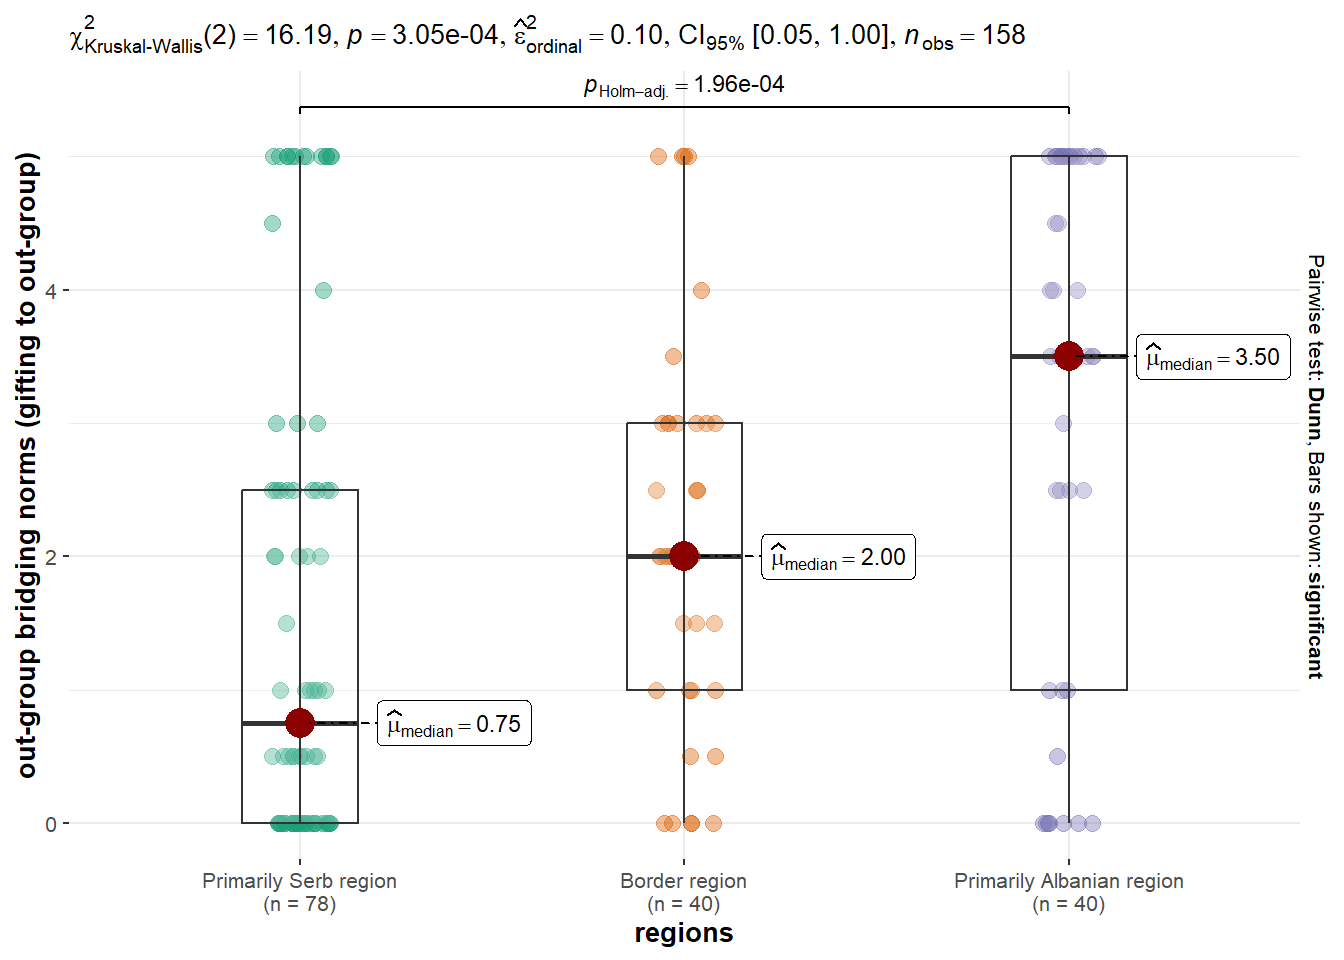 χ²Kruskal-Wallis(2) = 16.19, p = 3.05e-04, ε̂²ordinal = 0.10, CI95% [0.05, 1.00], nobs = 158
pHolm−adj. = 1.96e-04
out-group bridging norms (gifting to out-group)
4
2
0
μ̂median = 3.50
μ̂median = 2.00
μ̂median = 0.75
Pairwise test: Dunn, Bars shown: significant
Primarily Serb region
(n = 78)
Border region
(n = 40)
Primarily Albanian region
(n = 40)
regions